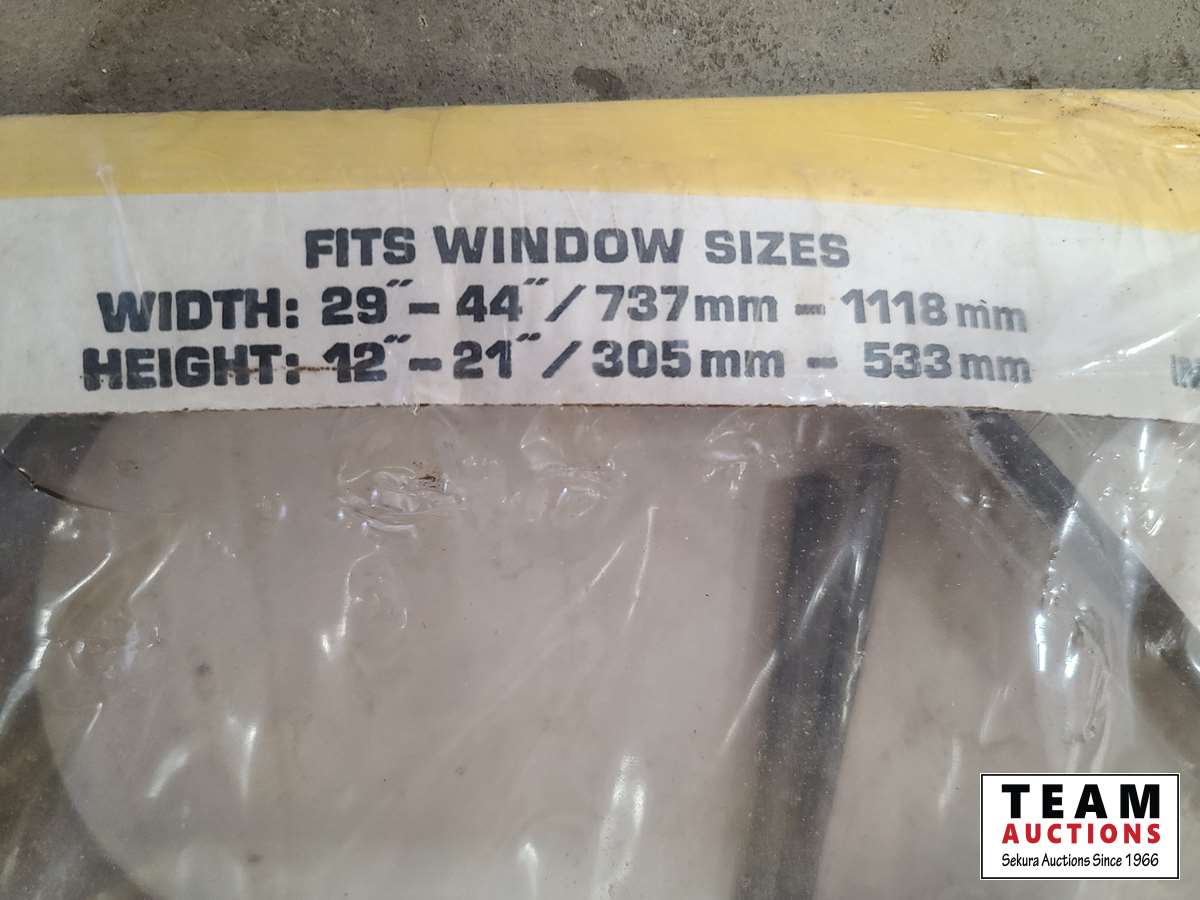 FITS WINDOW SIZES
WIDTH: 29″ – 44″ / 737mm – 1118mm
HEIGHT: 12″ – 21″ / 305mm – 533mm
TEAM
AUCTIONS
Sekura Auctions Since 1966